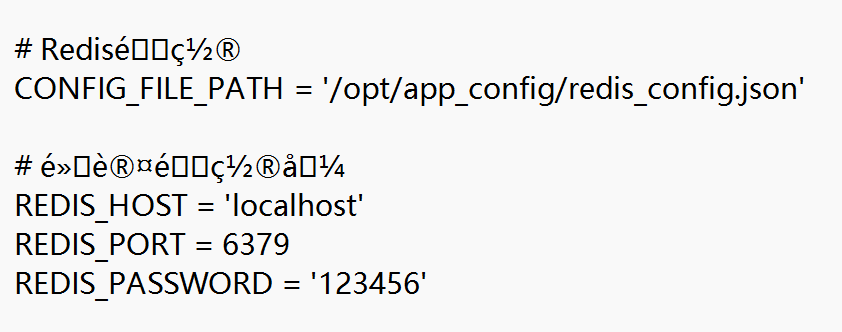 # Redisé□□ç½®
CONFIG_FILE_PATH = '/opt/app_config/redis_config.json'
# é»□è®¤é□□ç½®å□¼
REDIS_HOST = 'localhost'
REDIS_PORT = 6379
REDIS_PASSWORD = '123456'